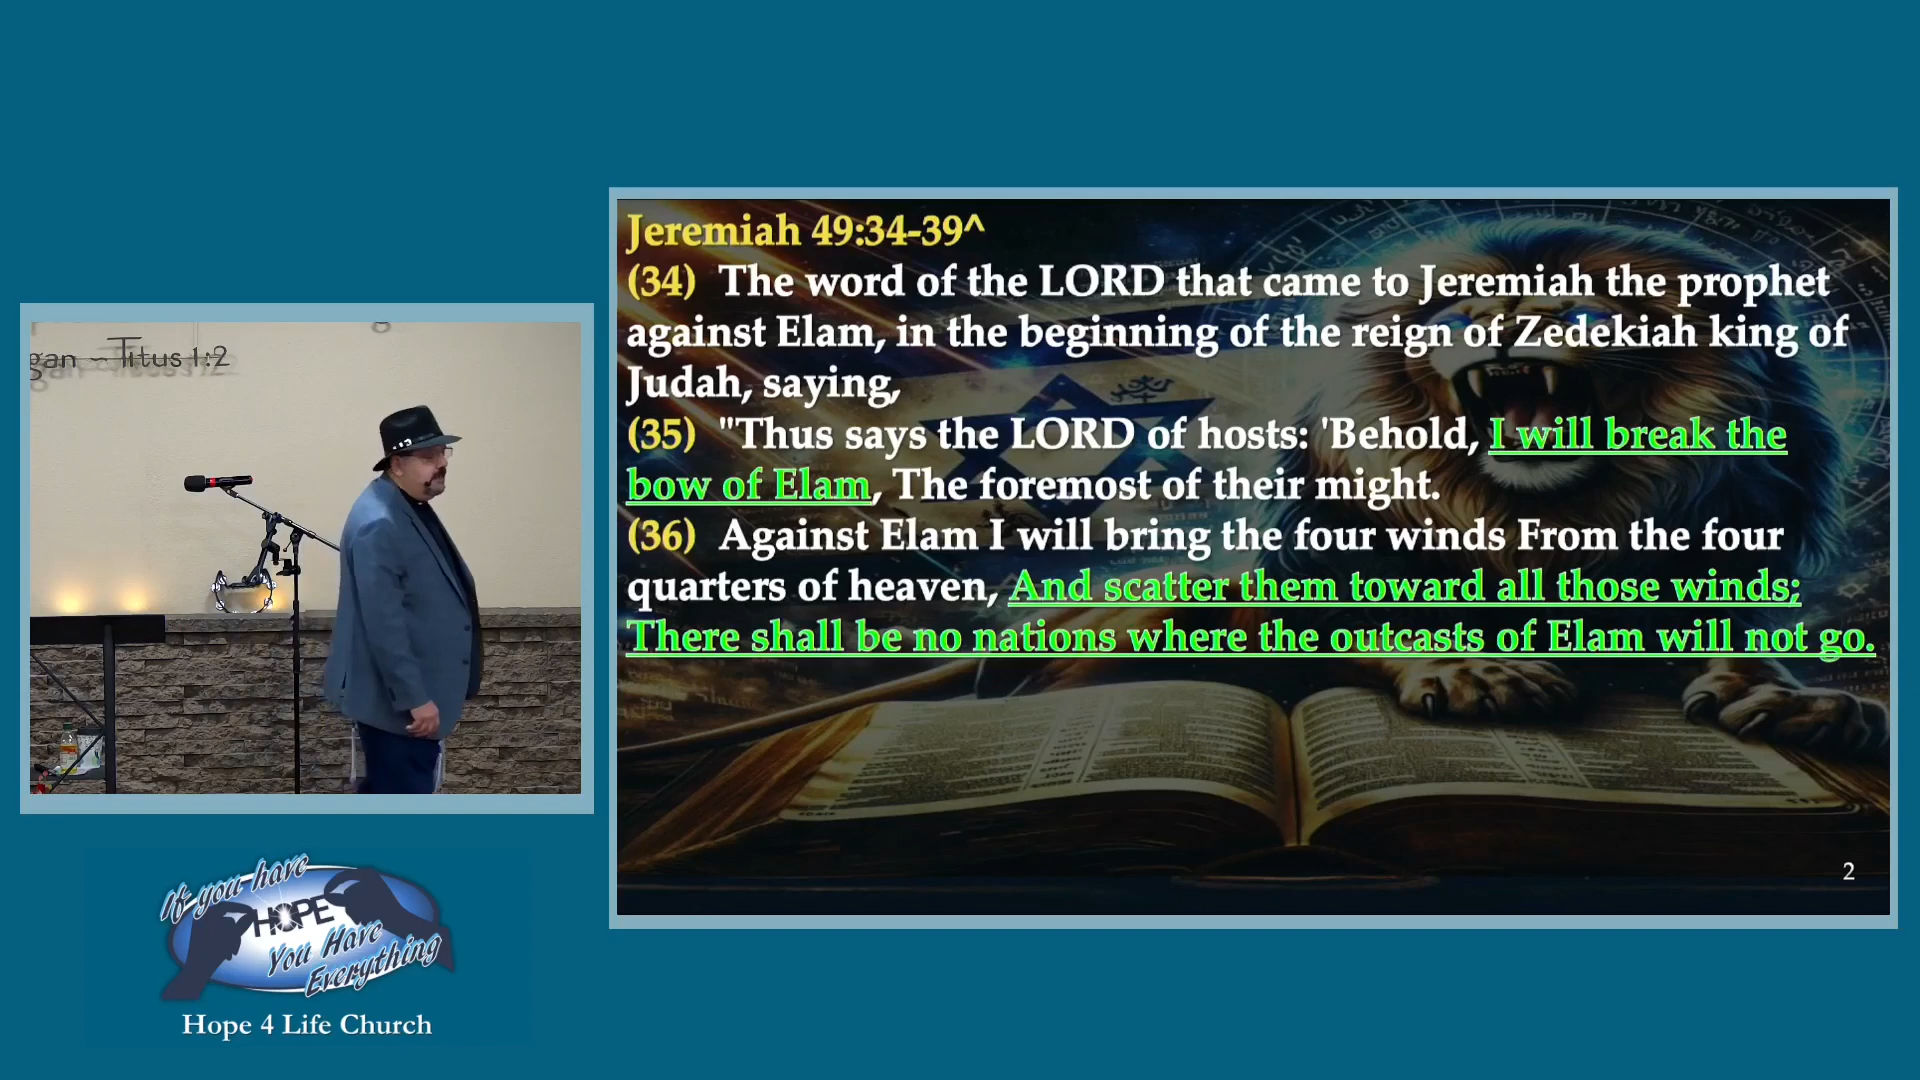 gan ~ Titus 1:2
Jeremiah 49:34-39^
(34) The word of the LORD that came to Jeremiah the prophet
against Elam, in the beginning of the reign of Zedekiah king of
Judah, saying,
(35) "Thus says the LORD of hosts: 'Behold, I will break the
bow of Elam, The foremost of their might.
(36) Against Elam I will bring the four winds From the four
quarters of heaven, And scatter them toward all those winds;
There shall be no nations where the outcasts of Elam will not go.
2
If you have
HOPE
You Have
Everything
Hope 4 Life Church